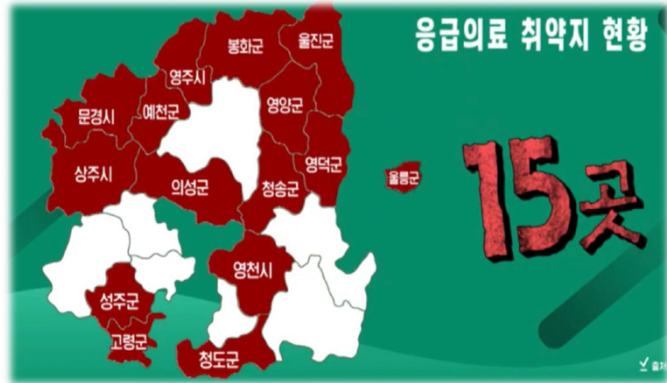 응급의료 취약지 현황
봉화군
울진군
영주시
문경시
예천군
영양군
상주시
의성군
청송군
영덕군
울릉군
15곳
영천시
성주군
고령군
청도군
출처